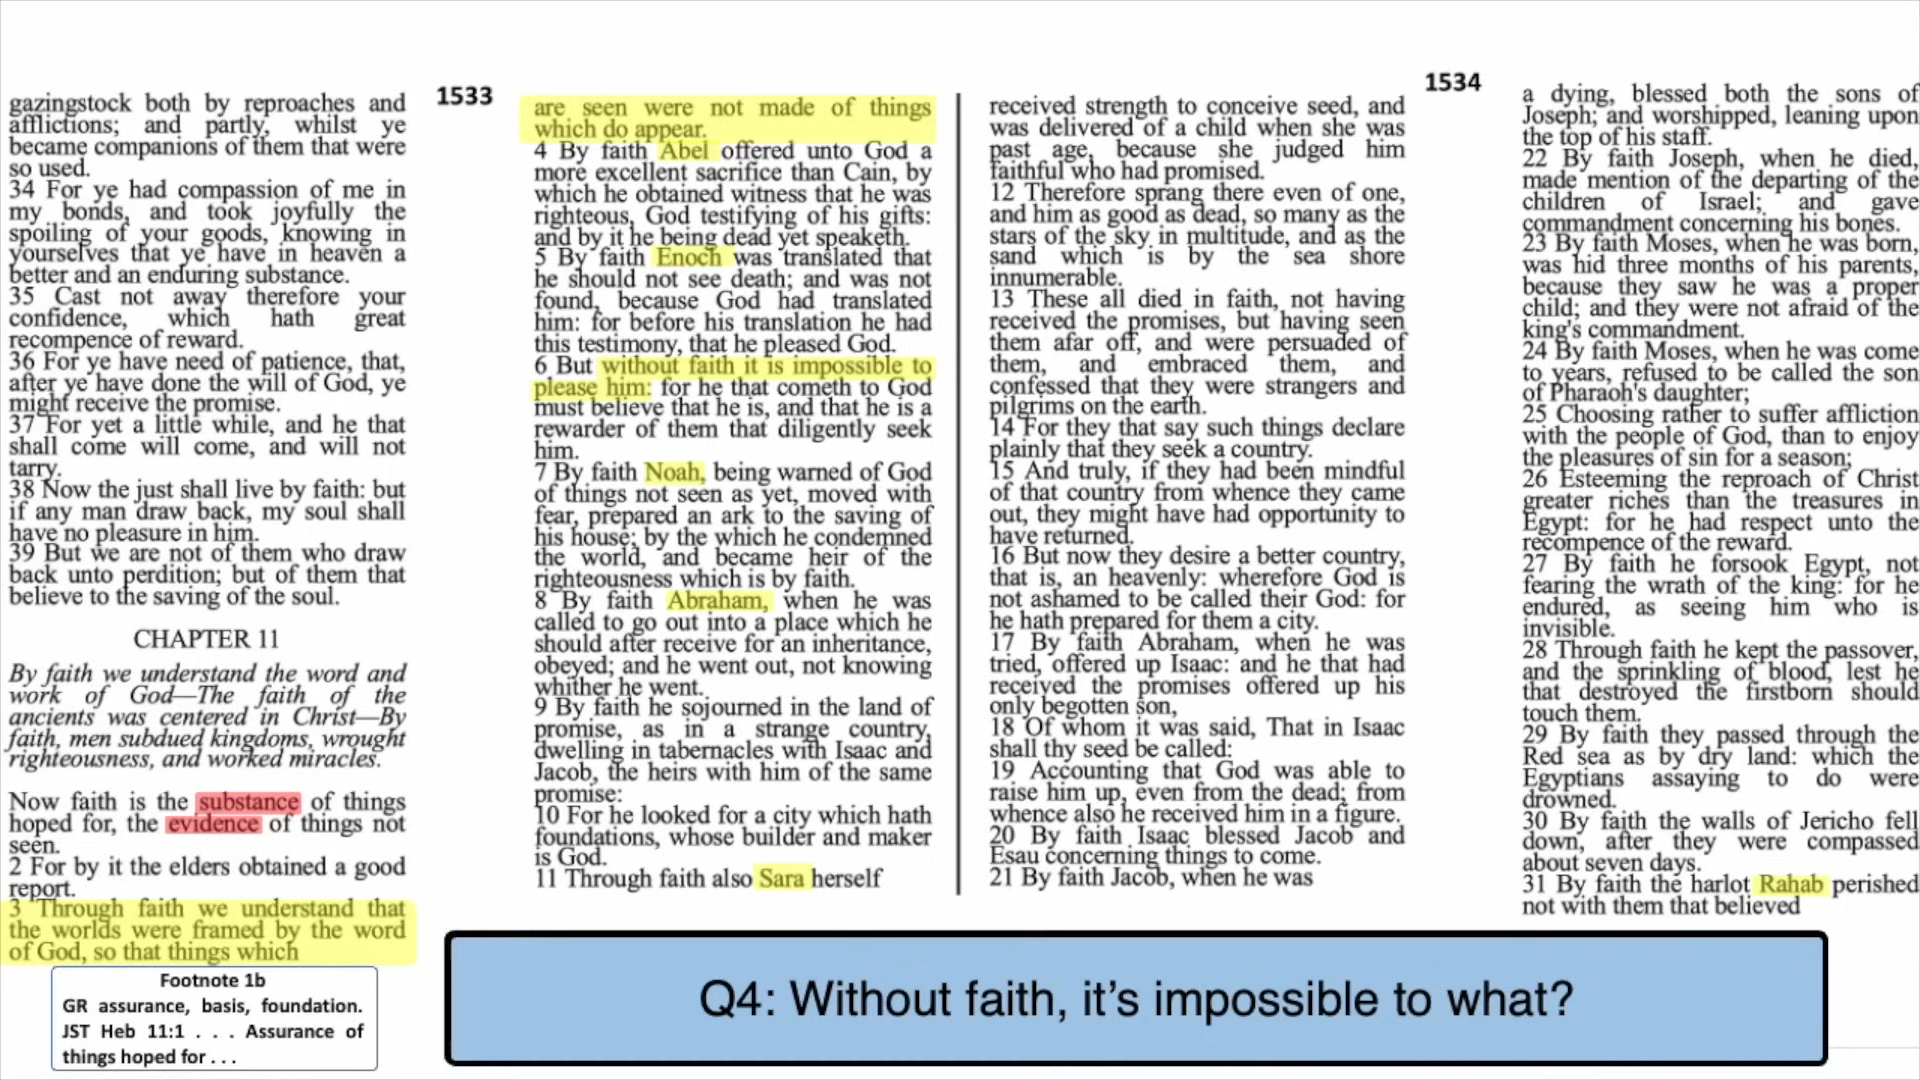 gazingstock both by reproaches and
afflictions; and partly, whilst ye
became companions of them that were
so used.
34 For ye had compassion of me in
my bonds, and took joyfully the
spoiling of your goods, knowing in
yourselves that ye have in heaven a
better and an enduring substance.
35 Cast not away therefore your
confidence, which hath great
recompence of reward.
36 For ye have need of patience, that,
after ye have done the will of God, ye
might receive the promise.
37 For yet a little while, and he that
shall come will come, and will not
tarry.
38 Now the just shall live by faith: but
if any man draw back, my soul shall
have no pleasure in him.
39 But we are not of them who draw
back unto perdition; but of them that
believe to the saving of the soul.
CHAPTER 11
By faith we understand the word and
work of God—The faith of the
ancients was centered in Christ—By
faith, men subdued kingdoms, wrought
righteousness, and worked miracles.
Now faith is the substance of things
hoped for, the evidence of things not
seen.
2 For by it the elders obtained a good
report.
3 Through faith we understand that
the worlds were framed by the word
of God, so that things which
Footnote 1b
GR assurance, basis, foundation.
JST Heb 11:1 . . . Assurance of
things hoped for . . .
1533
are seen were not made of things
which do appear.
4 By faith Abel offered unto God a
more excellent sacrifice than Cain, by
which he obtained witness that he was
righteous, God testifying of his gifts:
and by it he being dead yet speaketh.
5 By faith Enoch was translated that
he should not see death; and was not
found, because God had translated
him: for before his translation he had
this testimony, that he pleased God.
6 But without faith it is impossible to
please him: for he that cometh to God
must believe that he is, and that he is a
rewarder of them that diligently seek
him.
7 By faith Noah, being warned of God
of things not seen as yet, moved with
fear, prepared an ark to the saving of
his house; by the which he condemned
the world, and became heir of the
righteousness which is by faith.
8 By faith Abraham, when he was
called to go out into a place which he
should after receive for an inheritance,
obeyed; and he went out, not knowing
whither he went.
9 By faith he sojourned in the land of
promise, as in a strange country,
dwelling in tabernacles with Isaac and
Jacob, the heirs with him of the same
promise:
10 For he looked for a city which hath
foundations, whose builder and maker
is God.
11 Through faith also Sara herself
received strength to conceive seed, and
was delivered of a child when she was
past age, because she judged him
faithful who had promised.
12 Therefore sprang there even of one,
and him as good as dead, so many as the
stars of the sky in multitude, and as the
sand which is by the sea shore
innumerable.
13 These all died in faith, not having
received the promises, but having seen
them afar off, and were persuaded of
them, and embraced them, and
confessed that they were strangers and
pilgrims on the earth.
14 For they that say such things declare
plainly that they seek a country.
15 And truly, if they had been mindful
of that country from whence they came
out, they might have had opportunity to
have returned.
16 But now they desire a better country,
that is, an heavenly: wherefore God is
not ashamed to be called their God: for
he hath prepared for them a city.
17 By faith Abraham, when he was
tried, offered up Isaac: and he that had
received the promises offered up his
only begotten son,
18 Of whom it was said, That in Isaac
shall thy seed be called:
19 Accounting that God was able to
raise him up, even from the dead; from
whence also he received him in a figure.
20 By faith Isaac blessed Jacob and
Esau concerning things to come.
21 By faith Jacob, when he was
1534
a dying, blessed both the sons of
Joseph; and worshipped, leaning upon
the top of his staff.
22 By faith Joseph, when he died,
made mention of the departing of the
children of Israel; and gave
commandment concerning his bones.
23 By faith Moses, when he was born,
was hid three months of his parents,
because they saw he was a proper
child; and they were not afraid of the
king's commandment.
24 By faith Moses, when he was come
to years, refused to be called the son
of Pharaoh's daughter;
25 Choosing rather to suffer affliction
with the people of God, than to enjoy
the pleasures of sin for a season;
26 Esteeming the reproach of Christ
greater riches than the treasures in
Egypt: for he had respect unto the
recompence of the reward.
27 By faith he forsook Egypt, not
fearing the wrath of the king: for he
endured, as seeing him who is
invisible.
28 Through faith he kept the passover,
and the sprinkling of blood, lest he
that destroyed the firstborn should
touch them.
29 By faith they passed through the
Red sea as by dry land: which the
Egyptians assaying to do were
drowned.
30 By faith the walls of Jericho fell
down, after they were compassed
about seven days.
31 By faith the harlot Rahab perished
not with them that believed
Q4: Without faith, it's impossible to what?